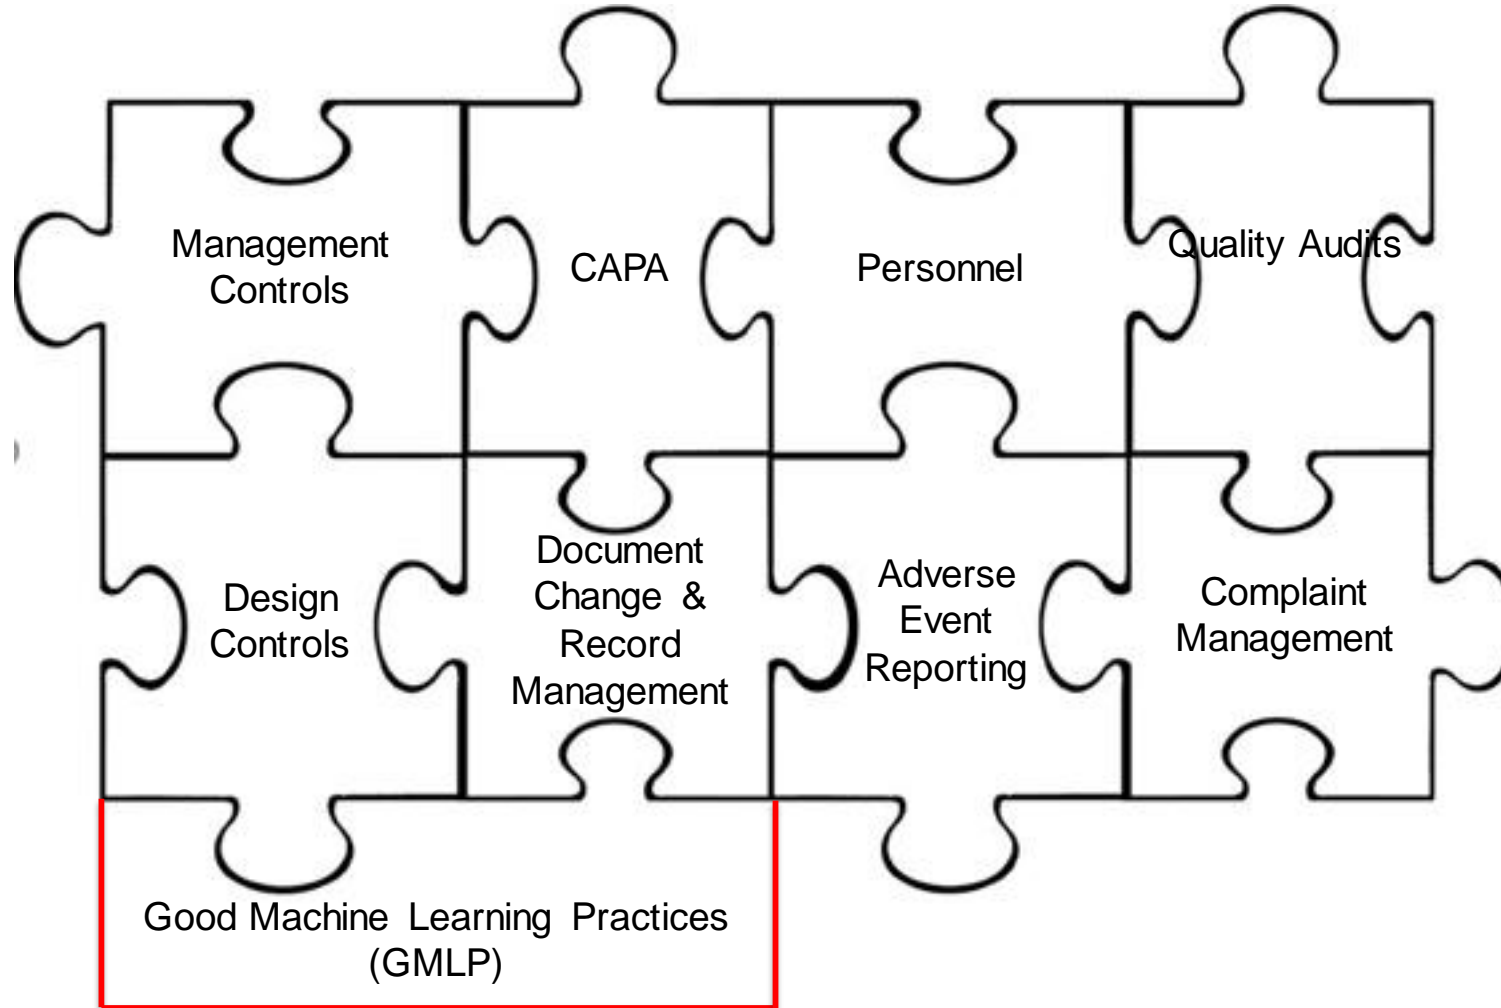 Management
Controls
CAPA
Personnel
Quality Audits
Design
Controls
Document
Change &
Record
Management
Adverse
Event
Reporting
Complaint
Management
Good Machine Learning Practices
(GMLP)